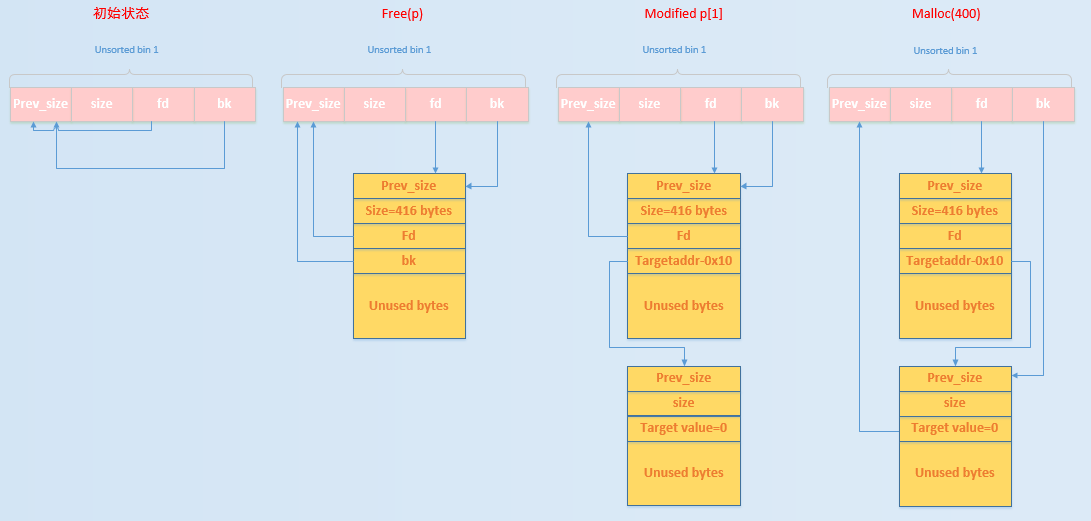 初始状态
Free(p)
Modified p[1]
Malloc(400)
Unsorted bin 1
Unsorted bin 1
Unsorted bin 1
Unsorted bin 1
Prev_size size fd bk
Prev_size size fd bk
Prev_size size fd bk
Prev_size size fd bk
Prev_size
Size=416 bytes
Fd
bk
Unused bytes
Prev_size
Size=416 bytes
Fd
Targetaddr-0x10
Unused bytes
Prev_size
size
Target value=0
Unused bytes
Prev_size
Size=416 bytes
Fd
Targetaddr-0x10
Unused bytes
Prev_size
size
Target value=0
Unused bytes